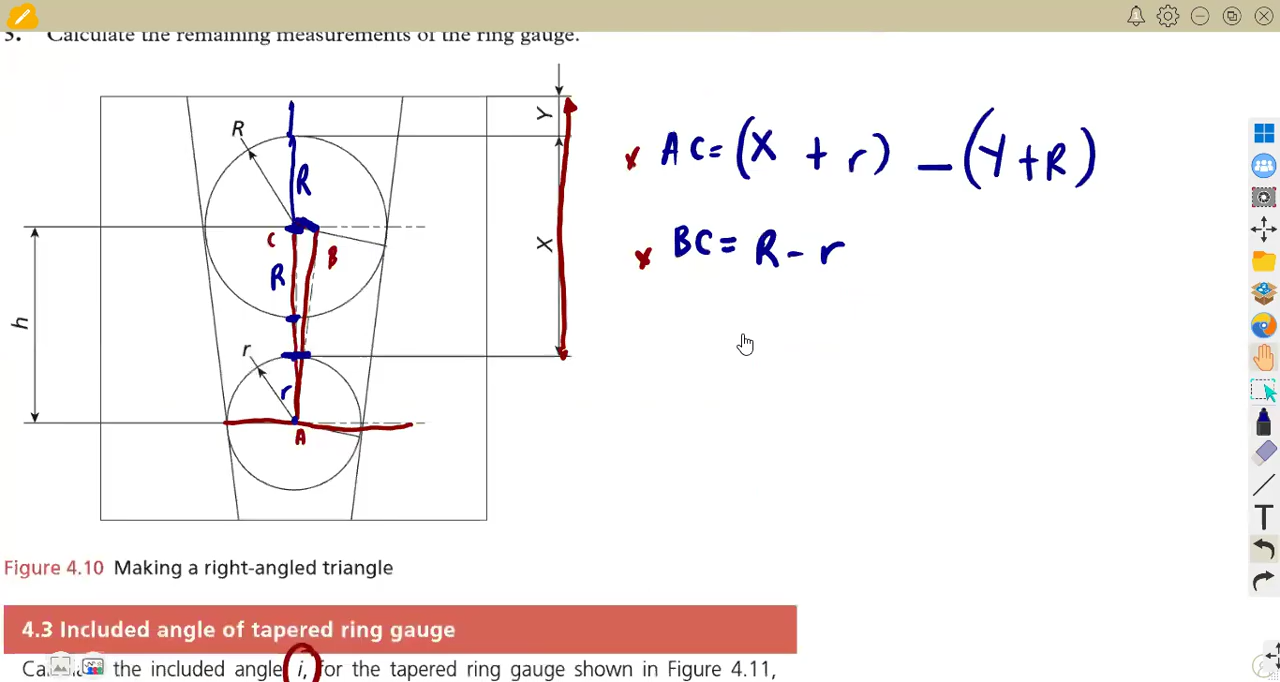 5. Calculate the remaining measurements of the ring gauge.
R
Y
* AC= (X + r) - (Y+R)
R
C
B
* BC= R - r
X
R
h
r
r
A
Figure 4.10 Making a right-angled triangle
4.3 Included angle of tapered ring gauge
the included angle i, for the tapered ring gauge shown in Figure 4.11,
T